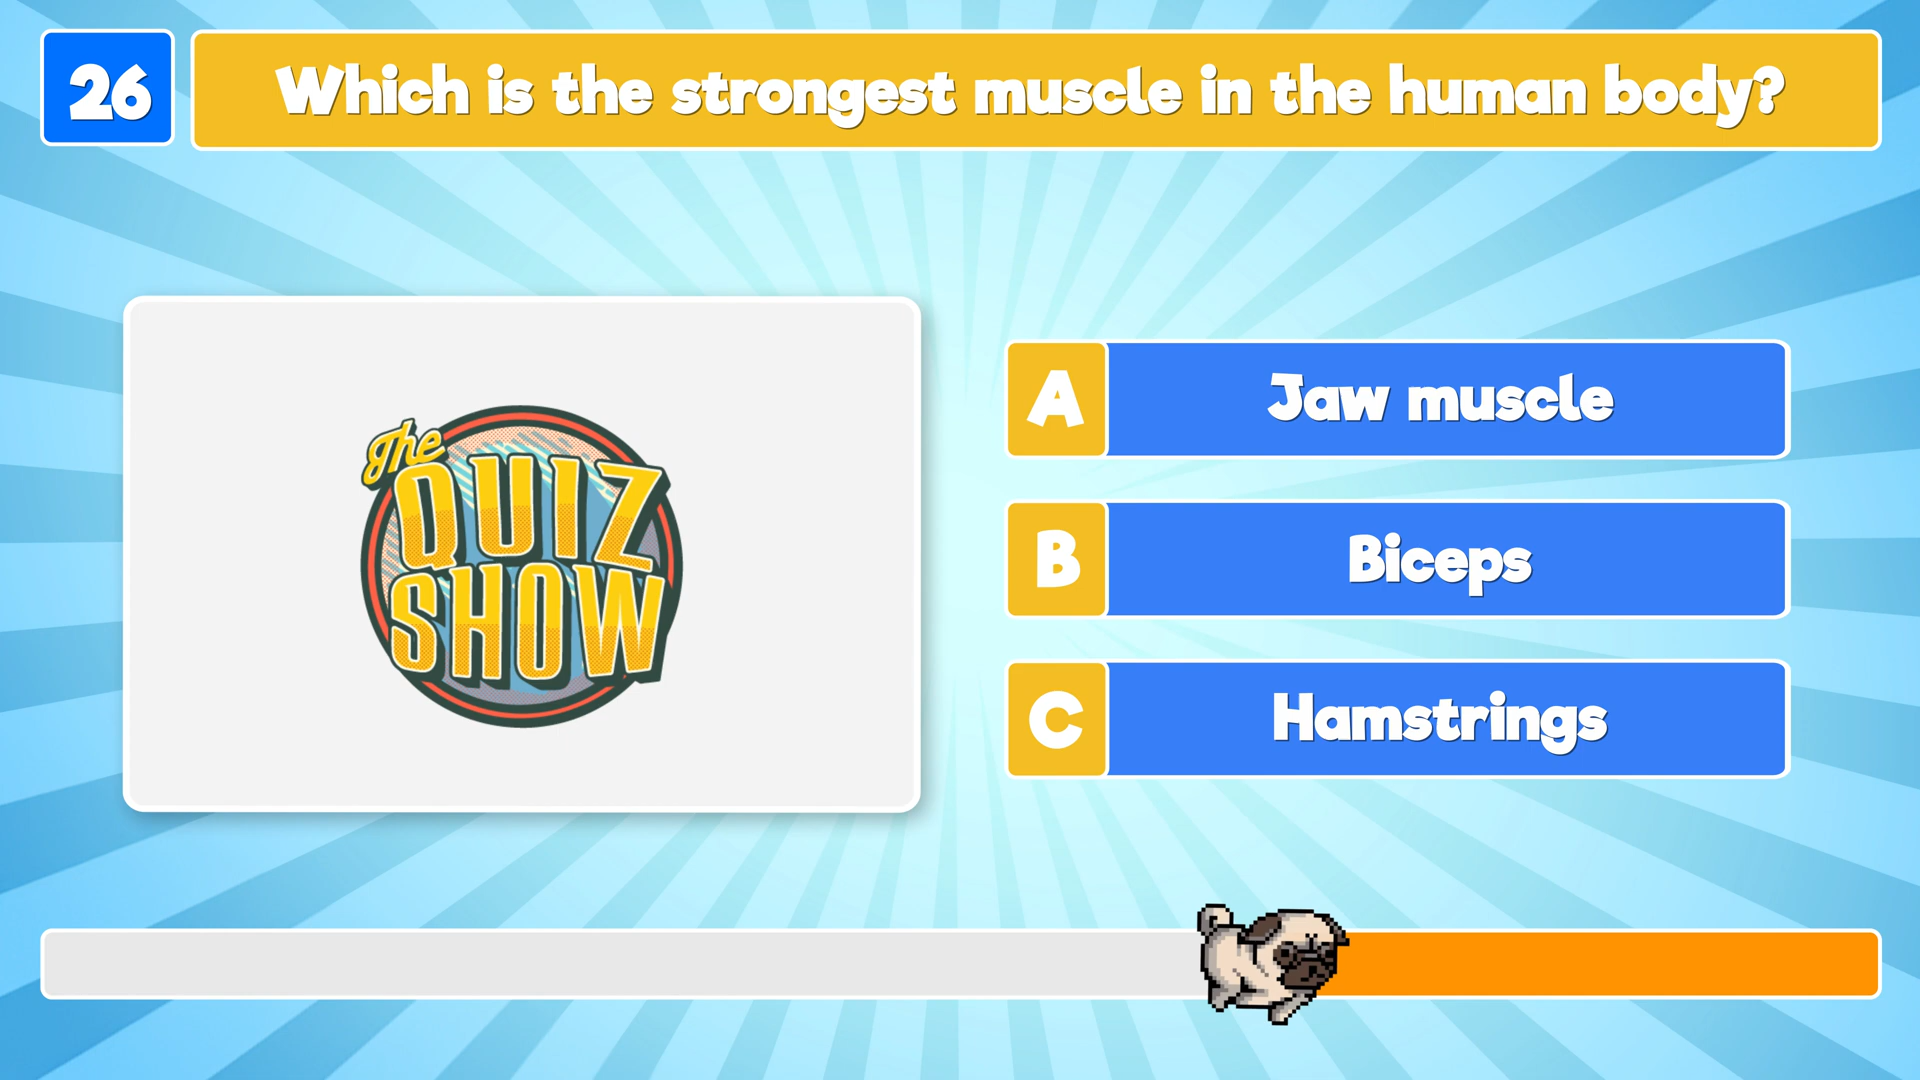 26
Which is the strongest muscle in the human body?
The
QUIZ
SHOW
A
Jaw muscle
B
Biceps
C
Hamstrings